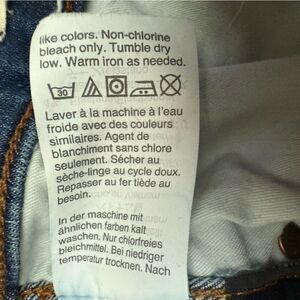 like colors. Non-chlorine
bleach only. Tumble dry
low. Warm iron as needed.
30
Laver à la machine à l'eau
froide avec des couleurs
similaires. Agent de
blanchiment sans chlore
seulement. Sécher au
sèche-linge au cycle doux.
Repasser au fer tiède au
besoin.
In der maschine mit
ähnlichen farben kalt
waschen. Nur chlorfreies
bleichmittel. Bei niedriger
temperatur trocknen. Nach